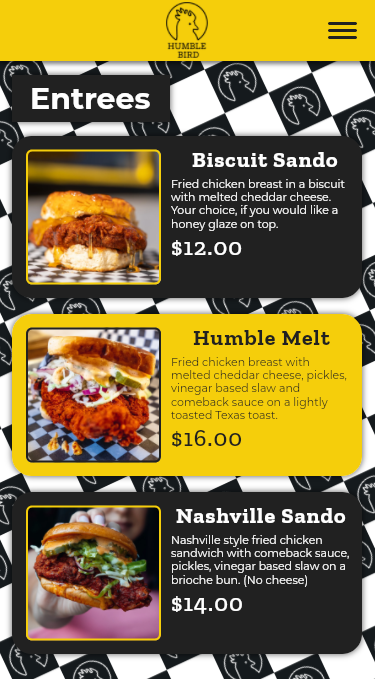 HUMBLE
BIRD
Entrees
Biscuit Sando
Fried chicken breast in a biscuit
with melted cheddar cheese.
Your choice, if you would like a
honey glaze on top.
$12.00
Humble Melt
Fried chicken breast with
melted cheddar cheese, pickles,
vinegar based slaw and
comeback sauce on a lightly
toasted Texas toast.
$16.00
Nashville Sando
Nashville style fried chicken
sandwich with comeback sauce,
pickles, vinegar based slaw on a
brioche bun. (No cheese)
$14.00